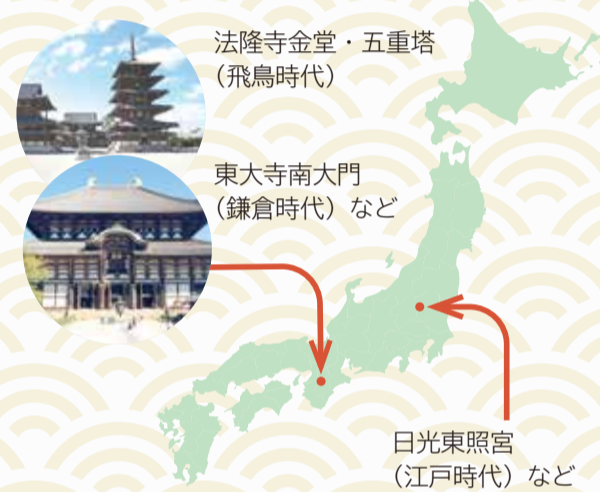 法隆寺金堂・五重塔
（飛鳥時代）
東大寺南大門
（鎌倉時代）など
日光東照宮
（江戸時代）など